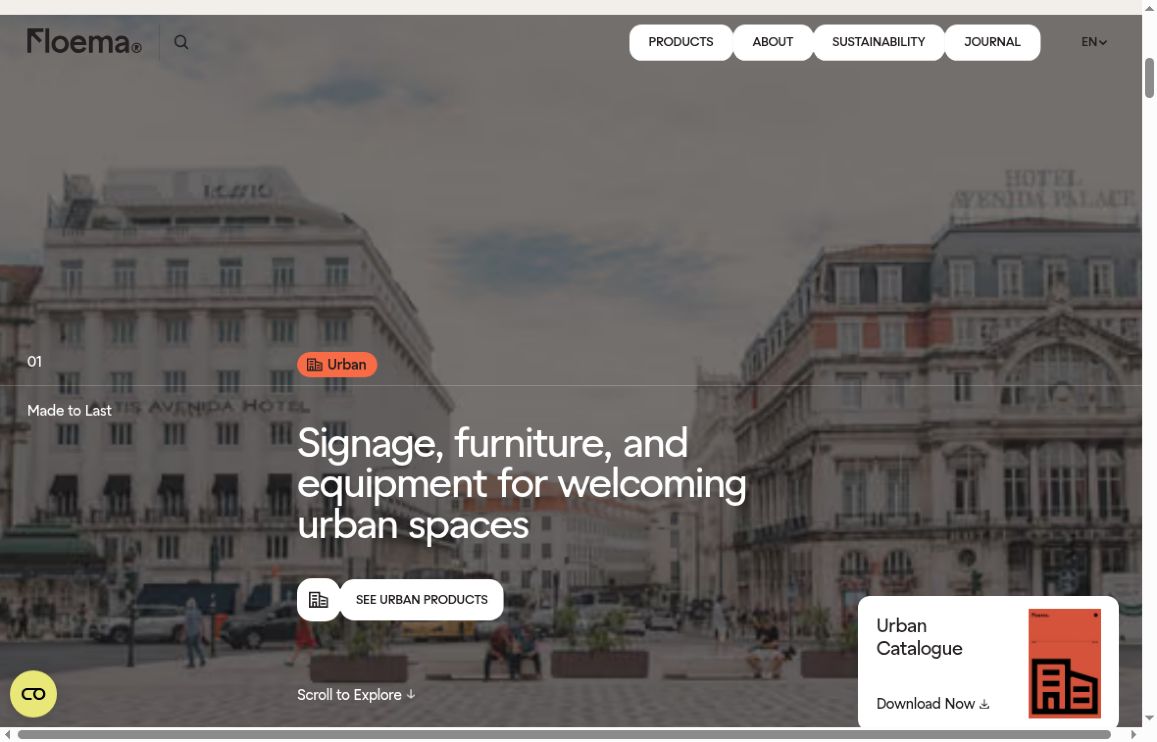 Floema®
PRODUCTS
ABOUT
SUSTAINABILITY
JOURNAL
EN
HOTEL
AVENIDA PALACE
01
Urban
Made to Last
TIS AVENIDA HOTEL
Signage, furniture, and
equipment for welcoming
urban spaces
SEE URBAN PRODUCTS
Urban
Catalogue
Download Now
Scroll to Explore